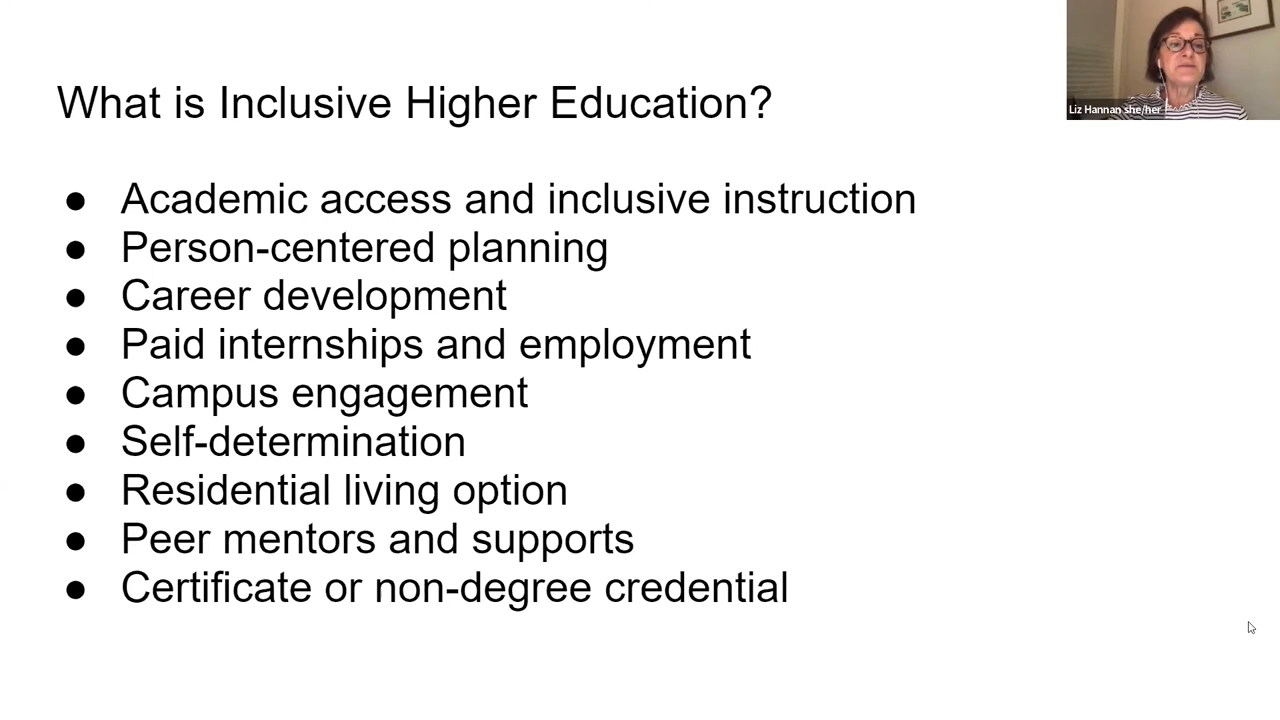 What is Inclusive Higher Education?
● Academic access and inclusive instruction
● Person-centered planning
● Career development
● Paid internships and employment
● Campus engagement
● Self-determination
● Residential living option
● Peer mentors and supports
● Certificate or non-degree credential
Liz Hannan she/her